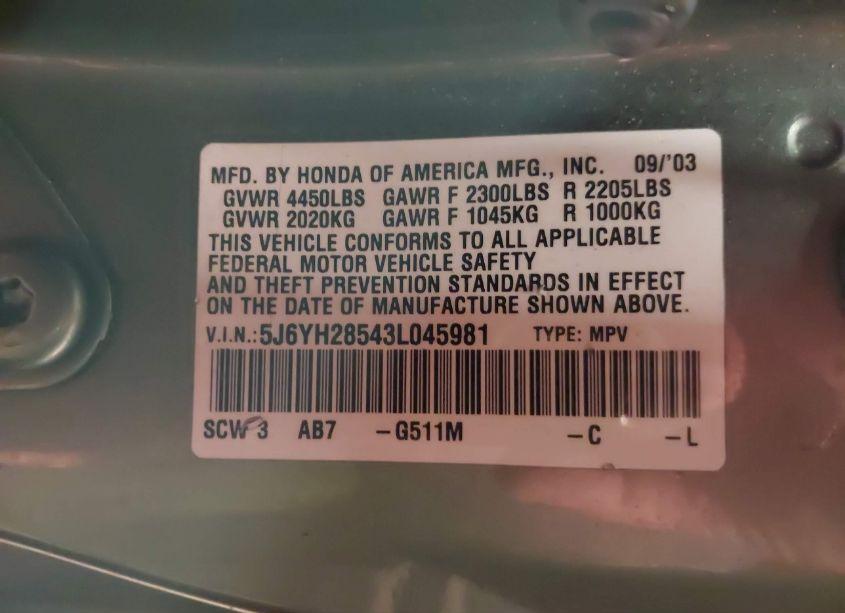 MFD. BY HONDA OF AMERICA MFG., INC. 09/'03
GVWR 4450LBS GAWR F 2300LBS R 2205LBS
GVWR 2020KG GAWR F 1045KG R 1000KG
THIS VEHICLE CONFORMS TO ALL APPLICABLE
FEDERAL MOTOR VEHICLE SAFETY
AND THEFT PREVENTION STANDARDS IN EFFECT
ON THE DATE OF MANUFACTURE SHOWN ABOVE.
V.I.N.:5J6YH28543L045981 TYPE: MPV
SCW 3 AB7 -G511M -C -L